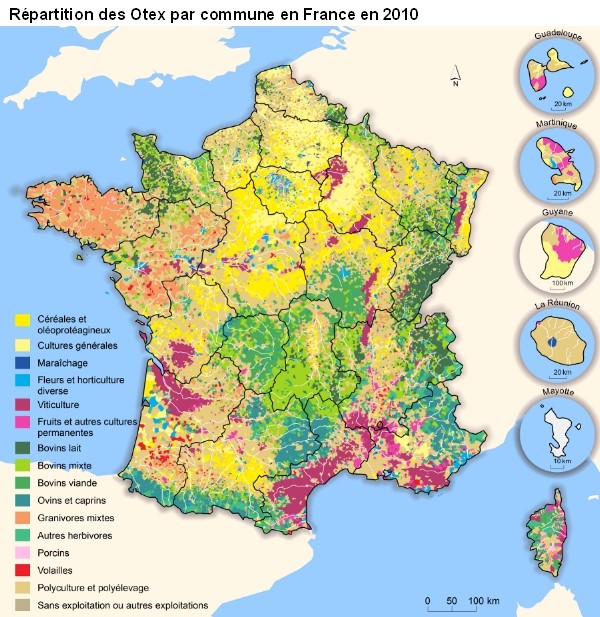 Répartition des Otex par commune en France en 2010
Guadeloupe
20 km
N
Martinique
20 km
Guyane
100 km
La Réunion
20 km
Mayotte
10 km
Céréales et
oléoprotéagineux
Cultures générales
Maraîchage
Fleurs et horticulture
diverse
Viticulture
Fruits et autres cultures
permanentes
Bovins lait
Bovins mixte
Bovins viande
Ovins et caprins
Granivores mixtes
Autres herbivores
Porcins
Volailles
Polyculture et polyélevage
Sans exploitation ou autres exploitations
0 50 100 km